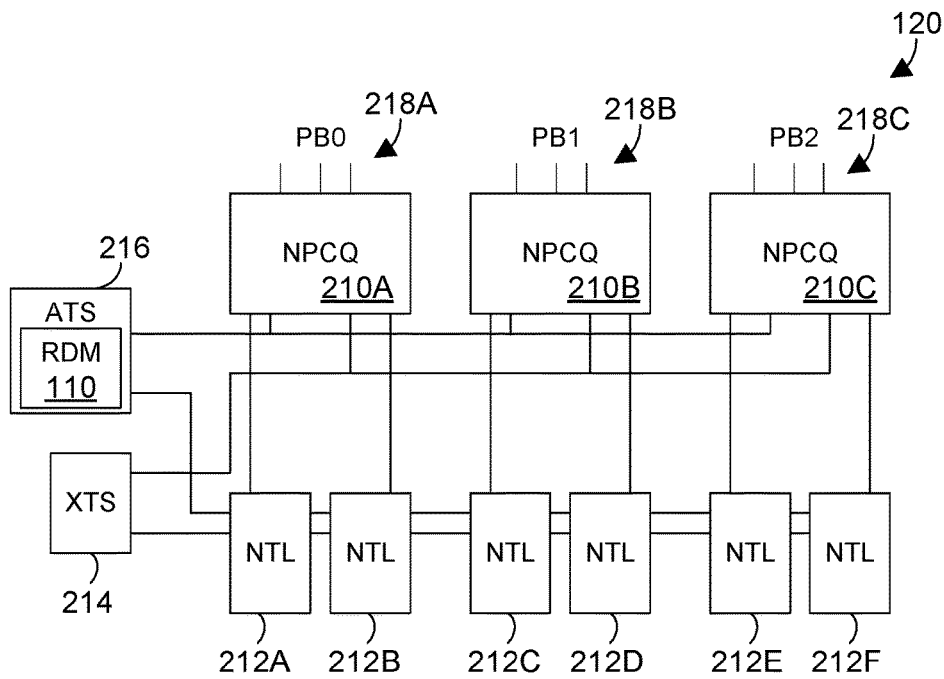 120
218A
218B
218C
PB0
PB1
PB2
NPCQ
210A
NPCQ
210B
NPCQ
210C
216
ATS
RDM
110
XTS
214
NTL
NTL
NTL
NTL
NTL
NTL
212A
212B
212C
212D
212E
212F